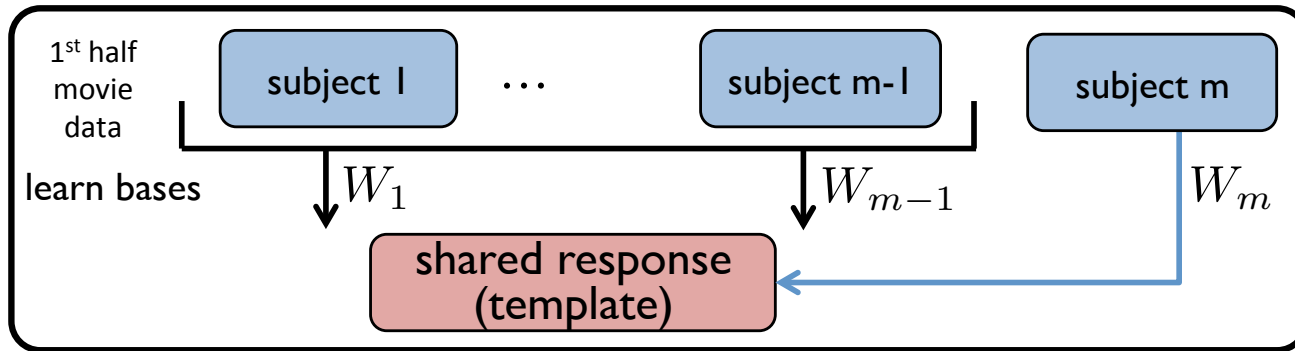 1st half
movie
data
subject 1
...
subject m-1
subject m
learn bases
W1
Wm−1
Wm
shared response
(template)